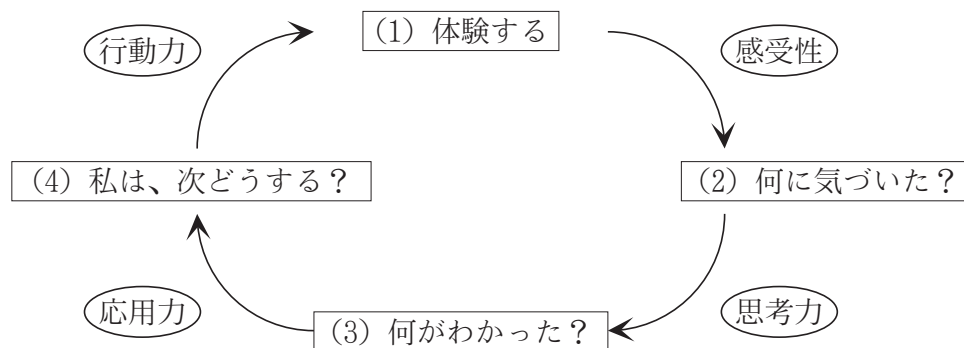 (1) 体験する
行動力
感受性
(4) 私は、次どうする？
(2) 何に気づいた？
応用力
思考力
(3) 何がわかった？